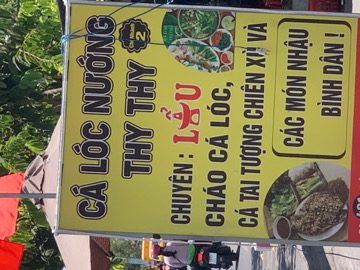 CÁ LÓC NƯỚNG
THY THY
2
CHUYÊN : LẨU
CHÁO CÁ LÓC,
CÁ TAI TƯỢNG CHIÊN XÙ VÀ
CÁC MÓN NHẬU
BÌNH DÂN !